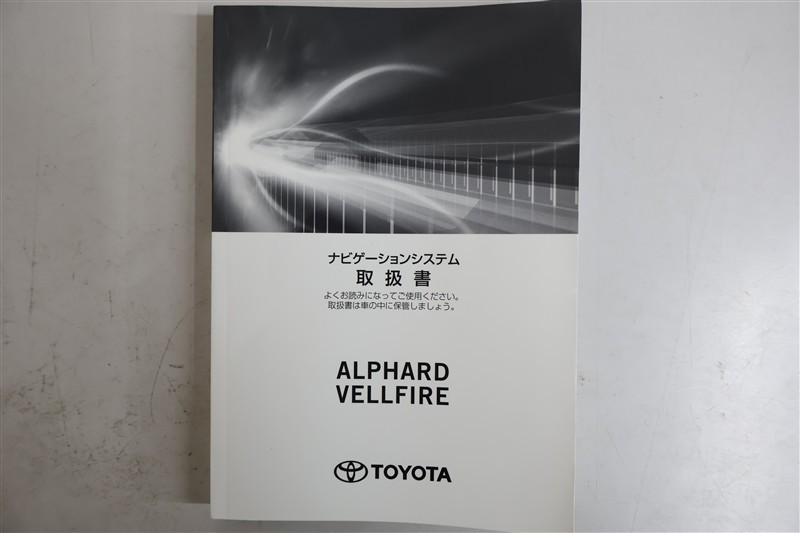 ナビゲーションシステム
取扱書
よくお読みになってご使用ください。
取扱書は車の中に保管しましょう。
ALPHARD
VELLFIRE
TOYOTA